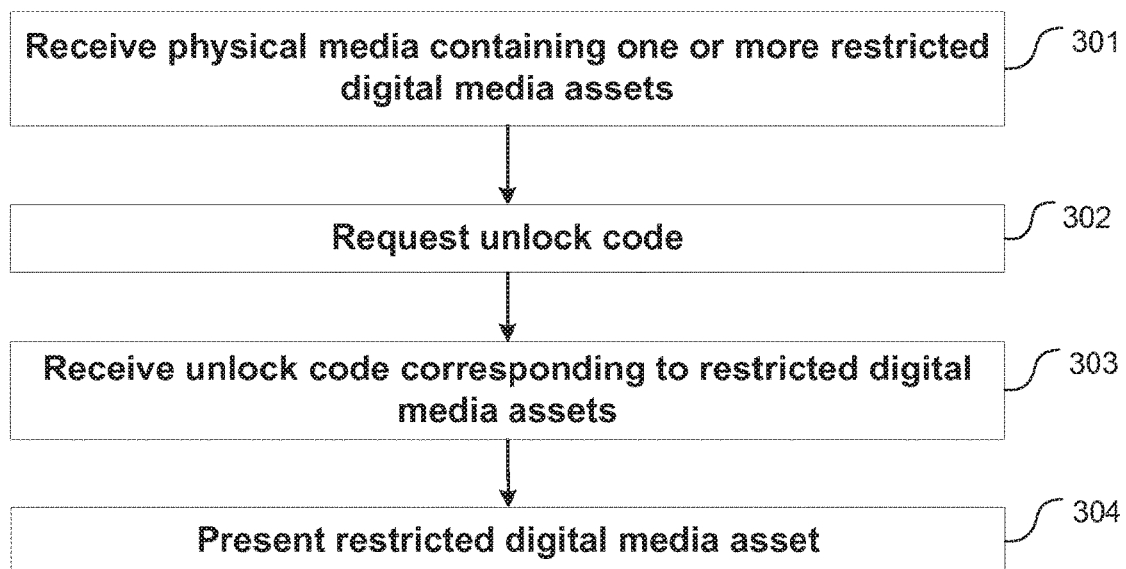 Receive physical media containing one or more restricted
digital media assets
301
Request unlock code
302
Receive unlock code corresponding to restricted digital
media assets
303
Present restricted digital media asset
304